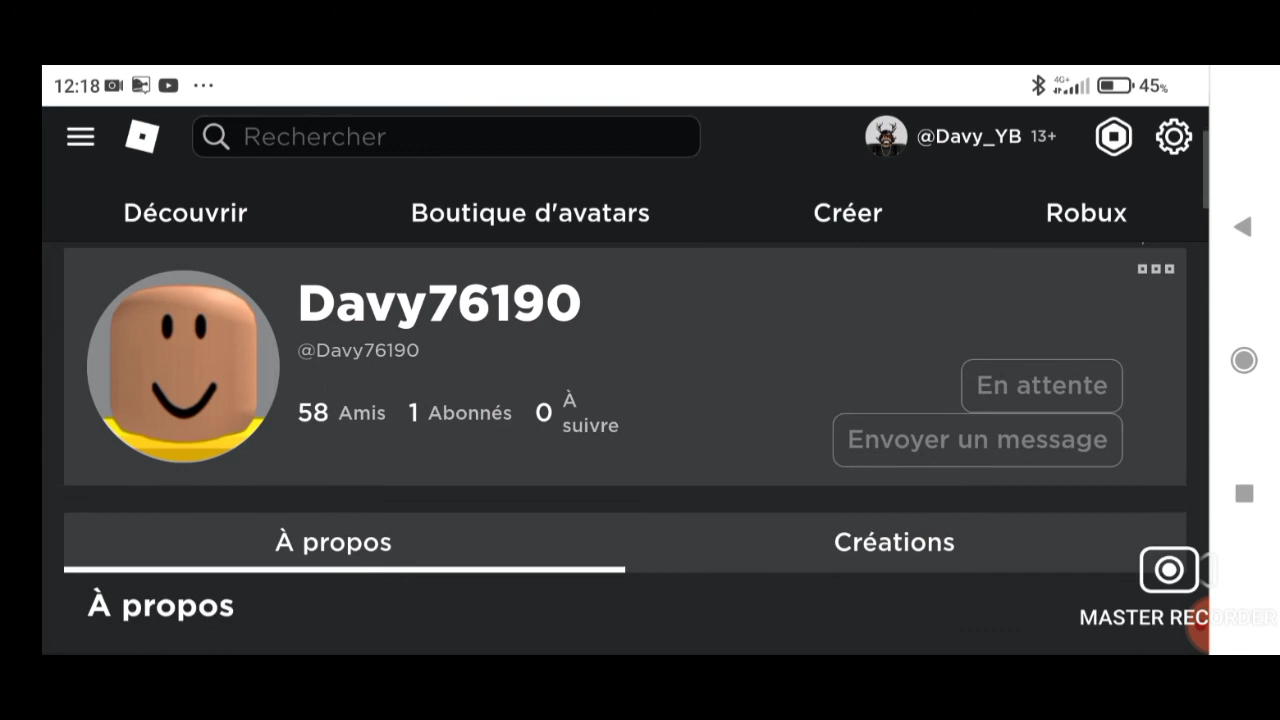 12:18 ... 4G+ 45%
Rechercher @Davy_YB 13+
Découvrir Boutique d'avatars Créer Robux
Davy76190
@Davy76190
58 Amis 1 Abonnés 0 À suivre
En attente
Envoyer un message
À propos Créations
À propos
MASTER RECORDER